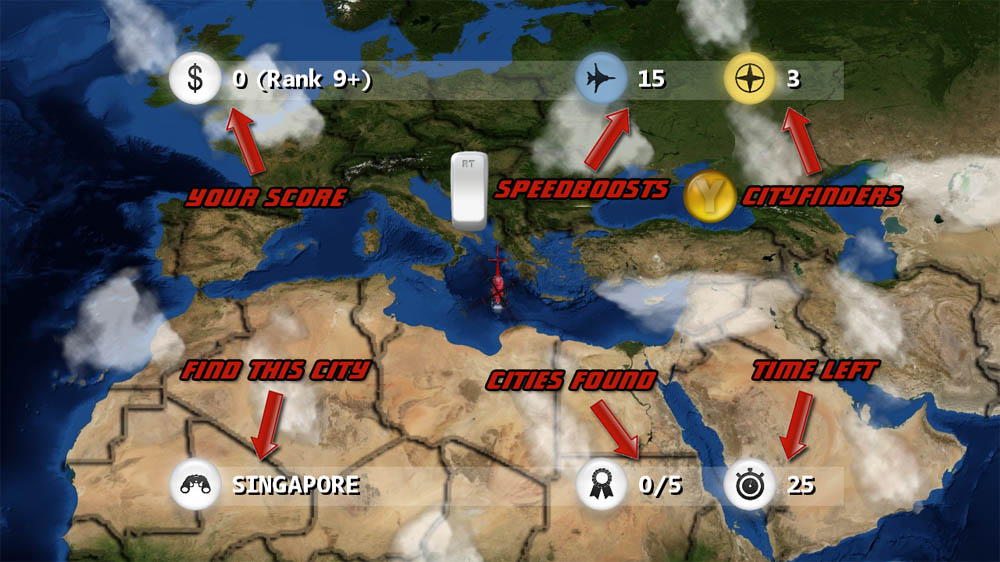 $ 0 (Rank 9+) 15 3
RT
YOUR SCORE SPEEDBOOSTS Y CITYFINDERS
FIND THIS CITY CITIES FOUND TIME LEFT
SINGAPORE 0/5 25